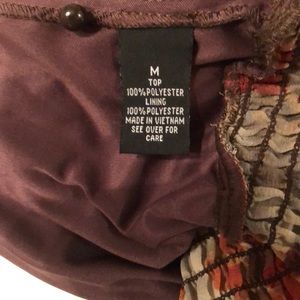 M
TOP
100%POLYESTER
LINING
100%POLYESTER
MADE IN VIETNAM
SEE OVER FOR
CARE